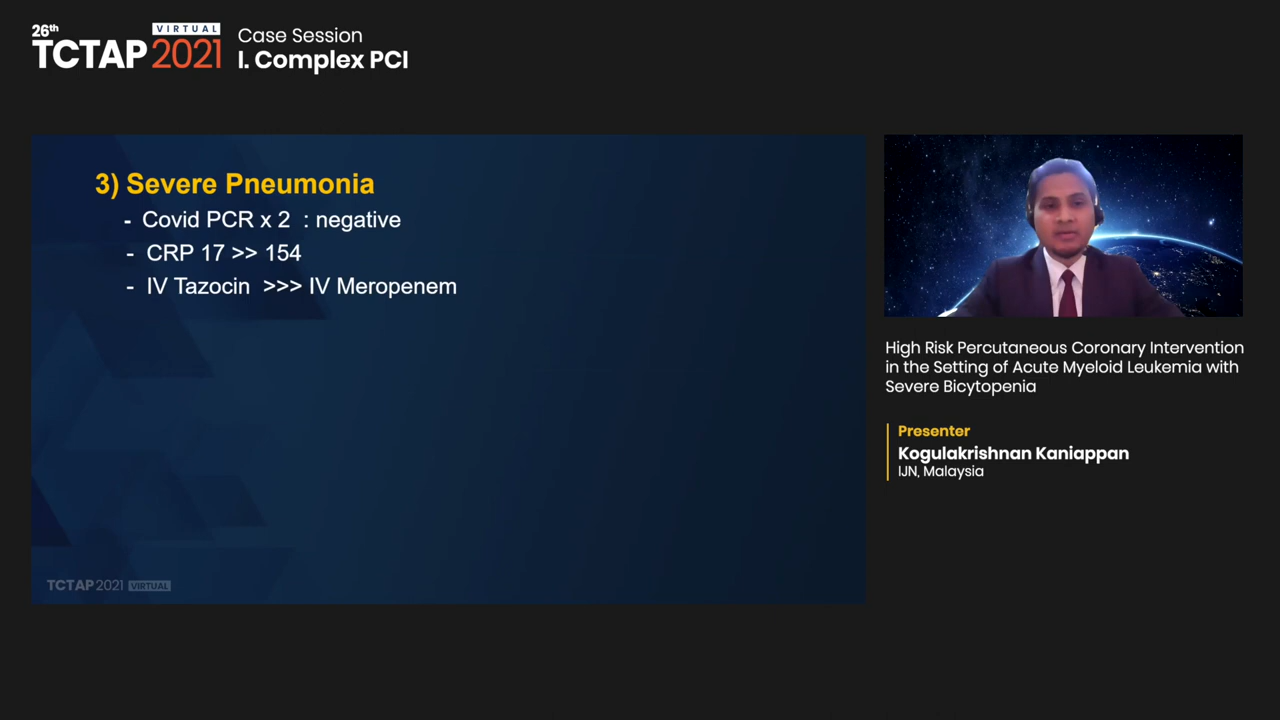 26th
VIRTUAL
TCTAP 2021
Case Session
I. Complex PCI
3) Severe Pneumonia
- Covid PCR x 2 : negative
- CRP 17 >> 154
- IV Tazocin >>> IV Meropenem
TCTAP 2021 VIRTUAL
High Risk Percutaneous Coronary Intervention
in the Setting of Acute Myeloid Leukemia with
Severe Bicytopenia
Presenter
Kogulakrishnan Kaniappan
IJN, Malaysia